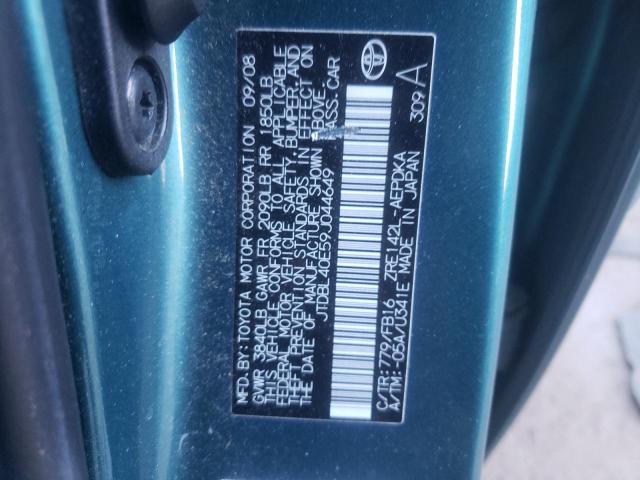 MFD.BY:TOYOTA MOTOR CORPORATION 09/08
GVWR 3840LB GAWR FR 2090LB RR 1850LB
THIS VEHICLE CONFORMS TO ALL APPLICABLE
FEDERAL MOTOR VEHICLE SAFETY, BUMPER, AND
THEFT PREVENTION STANDARDS IN EFFECT ON
THE DATE OF MANUFACTURE SHOWN ABOVE.
JTDBL40E59J044649 PASS. CAR
C/TR:779/FB16 ZRE142L-AEPDKA
A/TM:-05A/U341E MADE IN JAPAN
309 A